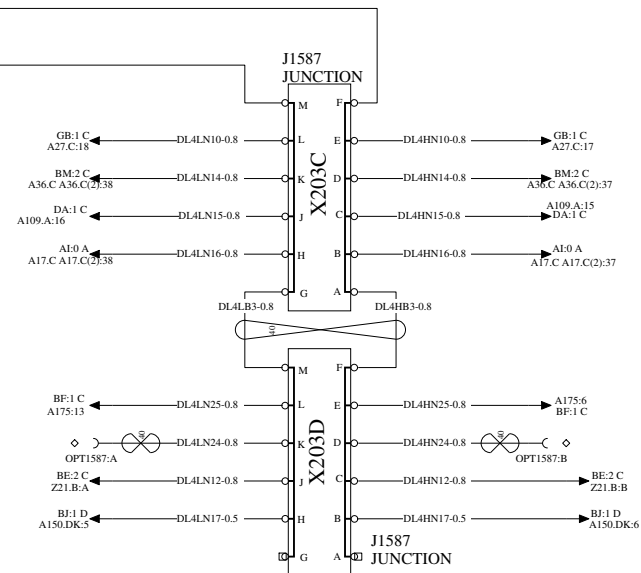 J1587
JUNCTION
M
F
GB:1 C
A27.C:18
DL4LN10-0.8
L
E
DL4HN10-0.8
GB:1 C
A27.C:17
BM:2 C
A36.C A36.C(2):38
DL4LN14-0.8
K
D
DL4HN14-0.8
BM:2 C
A36.C A36.C(2):37
X203C
DA:1 C
A109.A:16
DL4LN15-0.8
J
C
DL4HN15-0.8
A109.A:15
DA:1 C
AI:0 A
A17.C A17.C(2):38
DL4LN16-0.8
H
B
DL4HN16-0.8
AI:0 A
A17.C A17.C(2):37
G
A
DL4LB3-0.8
DL4HB3-0.8
40
M
F
BF:1 C
A175:13
DL4LN25-0.8
L
E
DL4HN25-0.8
A175:6
BF:1 C
40
DL4LN24-0.8
K
D
DL4HN24-0.8
40
OPT1587:A
OPT1587:B
X203D
BE:2 C
Z21.B:A
DL4LN12-0.8
J
C
DL4HN12-0.8
BE:2 C
Z21.B:B
BJ:1 D
A150.DK:5
DL4LN17-0.5
H
B
DL4HN17-0.5
BJ:1 D
A150.DK:6
G
A
J1587
JUNCTION